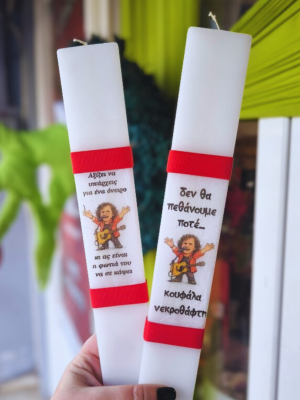 Αξίζει να
υπάρχεις
για ένα όνειρο
κι ας είναι
η φωτιά του
να σε κάψει
δεν θα
πεθάνουμε
ποτέ...
κουφάλα
νεκροθάφτη